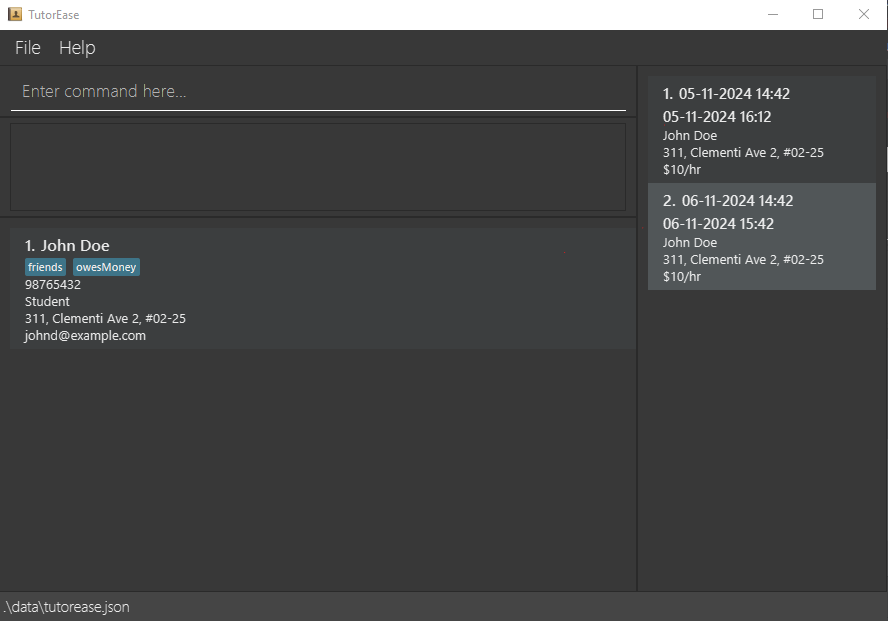 TutorEase
File Help
Enter command here...
1. John Doe
friends owesMoney
98765432
Student
311, Clementi Ave 2, #02-25
johnd@example.com
1. 05-11-2024 14:42
05-11-2024 16:12
John Doe
311, Clementi Ave 2, #02-25
$10/hr
2. 06-11-2024 14:42
06-11-2024 15:42
John Doe
311, Clementi Ave 2, #02-25
$10/hr
.\data\tutorease.json